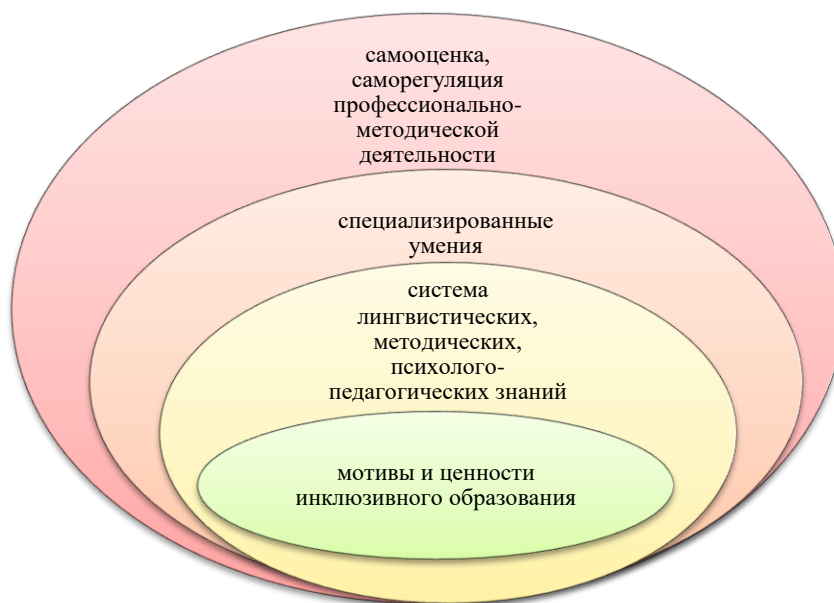 самооценка,
саморегуляция
профессионально-
методической
деятельности
специализированные
умения
система
лингвистических,
методических,
психолого-
педагогических знаний
мотивы и ценности
инклюзивного образования